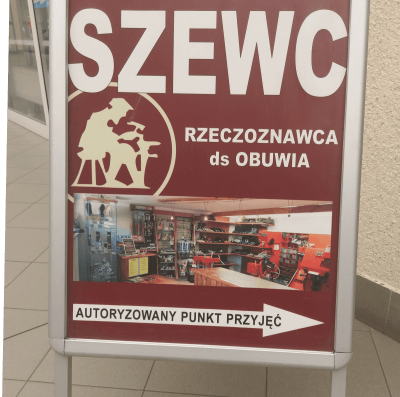 SZEWC
RZECZOZNAWCA
ds OBUWIA
AUTORYZOWANY PUNKT PRZYJĘĆ